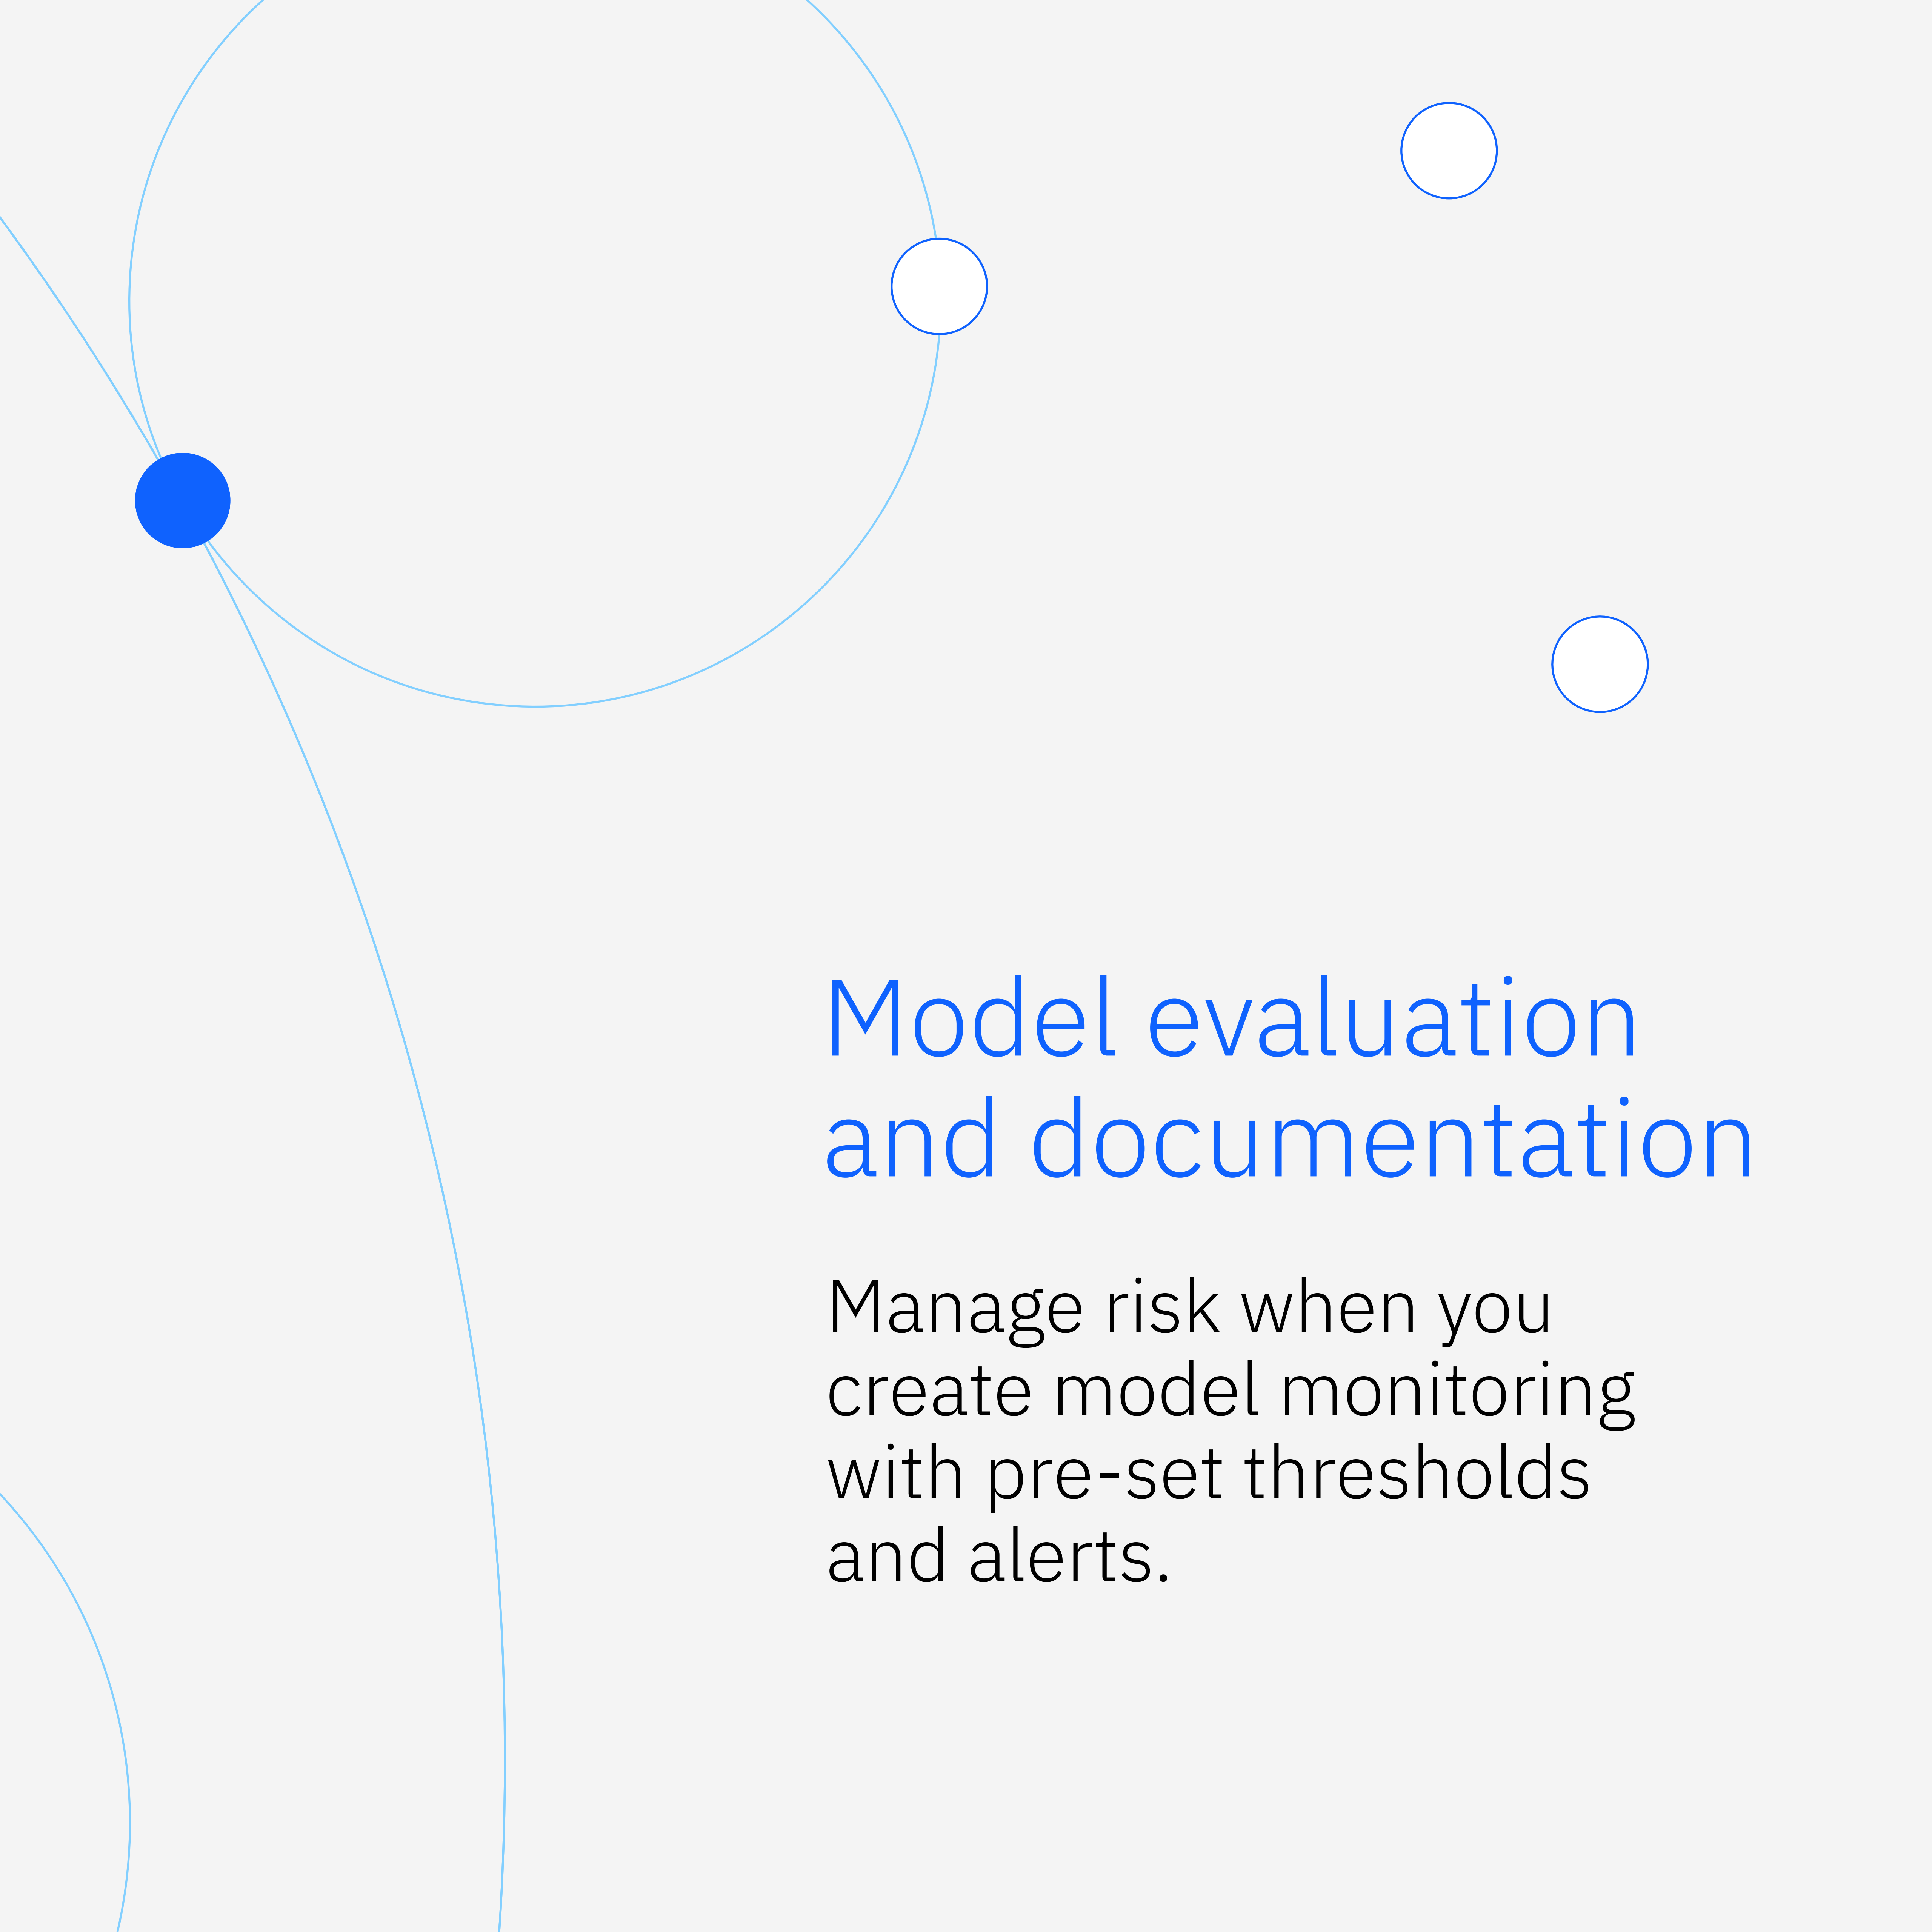 Model evaluation
and documentation
Manage risk when you
create model monitoring
with pre-set thresholds
and alerts.